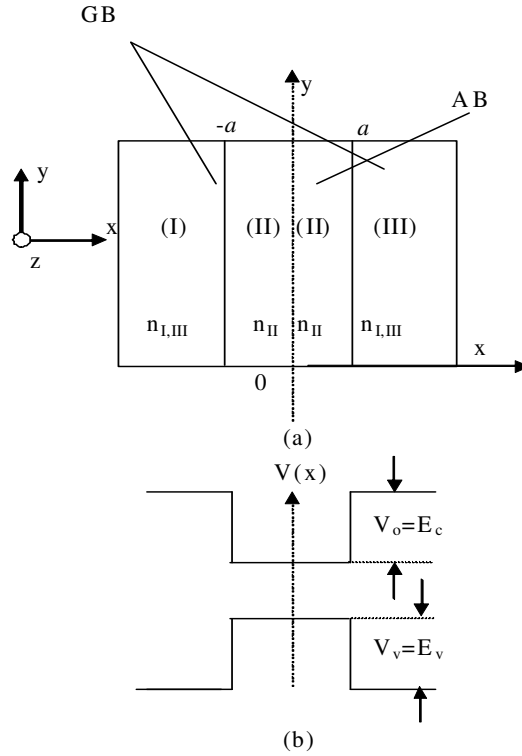 GB
y
AB
-a
a
y
x
z
(I)
(II)
(II)
(III)
n_{I,III}
n_{II}
n_{II}
n_{I,III}
x
0
(a)
V(x)
V_o=E_c
V_v=E_v
(b)